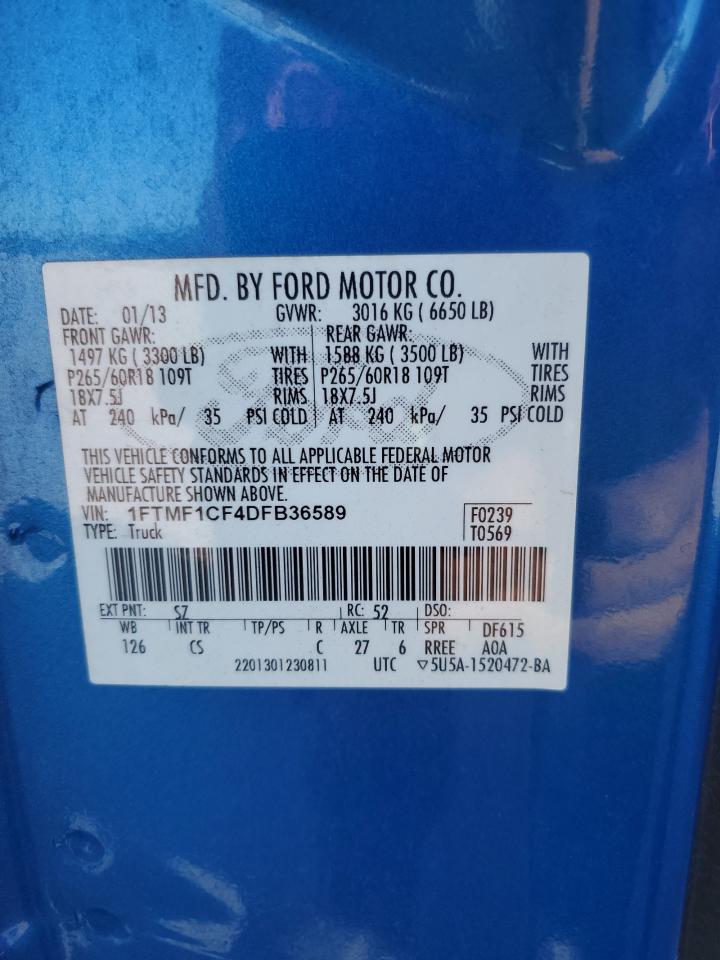 MFD. BY FORD MOTOR CO.
DATE: 01/13 GVWR: 3016 KG ( 6650 LB)
FRONT GAWR: REAR GAWR:
1497 KG ( 3300 LB) WITH 1588 KG ( 3500 LB) WITH
P265/60R18 109T TIRES P265/60R18 109T TIRES
18X7.5J RIMS 18X7.5J RIMS
AT 240 kPa/ 35 PSI COLD AT 240 kPa/ 35 PSI COLD
THIS VEHICLE CONFORMS TO ALL APPLICABLE FEDERAL MOTOR
VEHICLE SAFETY STANDARDS IN EFFECT ON THE DATE OF
MANUFACTURE SHOWN ABOVE.
VIN: 1FTMF1CF4DFB36589 F0239
TYPE: Truck T0569
EXT PNT: SZ RC: 52 DSO:
WB INT TR TP/PS R AXLE TR SPR DF615
126 CS C 27 6 RREE A0A
2201301230811 UTC ▽5U5A-1520472-BA